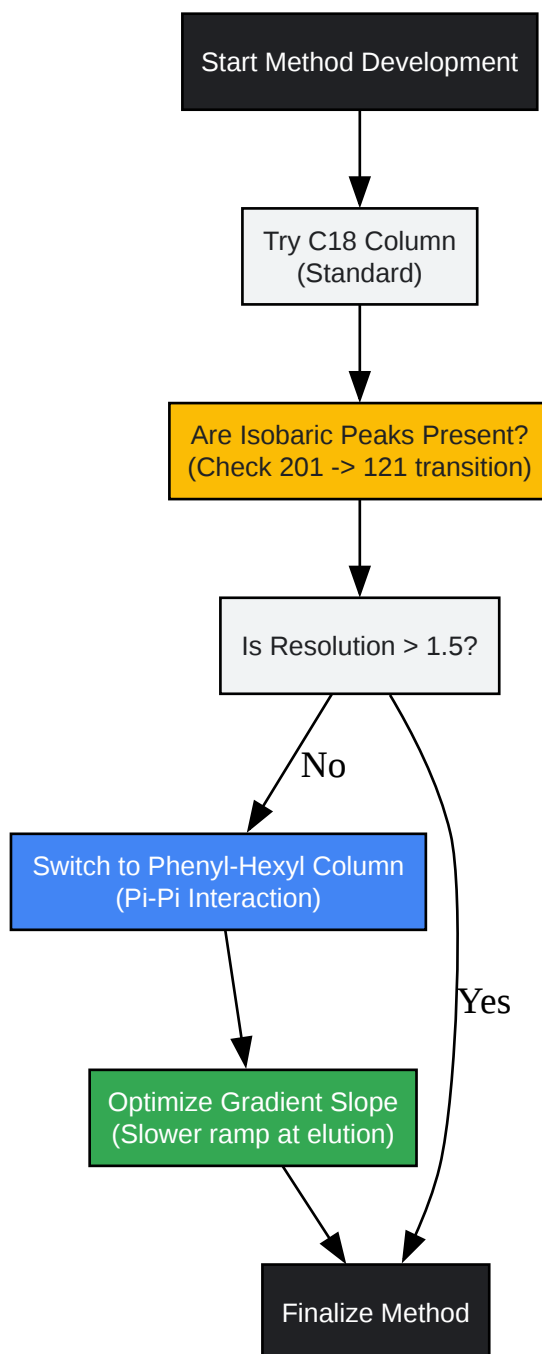 Start Method Development
Try C18 Column
(Standard)
Are Isobaric Peaks Present?
(Check 201 -> 121 transition)
Is Resolution > 1.5?
No
Switch to Phenyl-Hexyl Column
(Pi-Pi Interaction)
Yes
Optimize Gradient Slope
(Slower ramp at elution)
Finalize Method